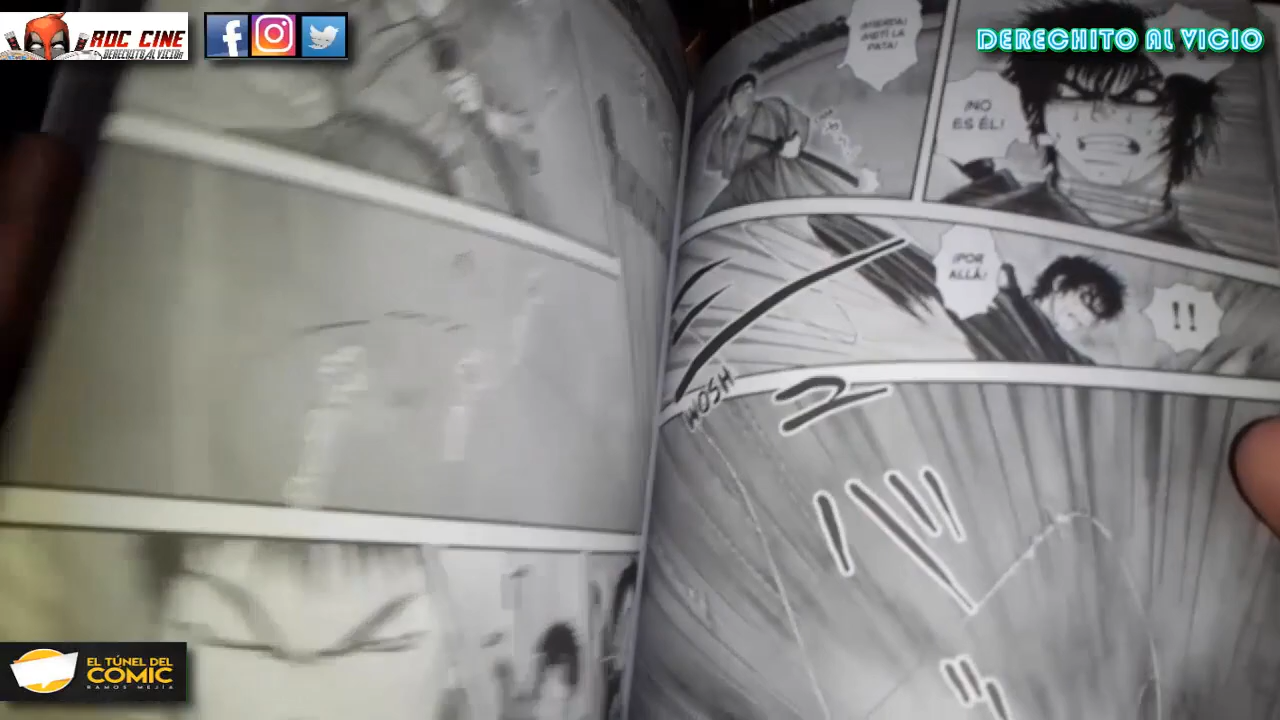 ROC CINE
DERECHITO AL VICIO
DERECHITO AL VICIO
¡MIERDA!
¡METÍ LA
PATA!
¡NO
ES ÉL!
¡POR
ALLÁ!
!!
WOSH
EL TÚNEL DEL
COMIC
RAMOS MEJÍA